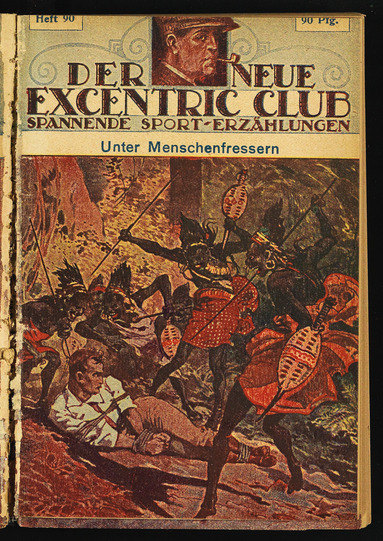 Heft 90
90 Pfg.
DER NEUE
EXCENTRIC CLUB
SPANNENDE SPORT-ERZÄHLUNGEN
Unter Menschenfressern